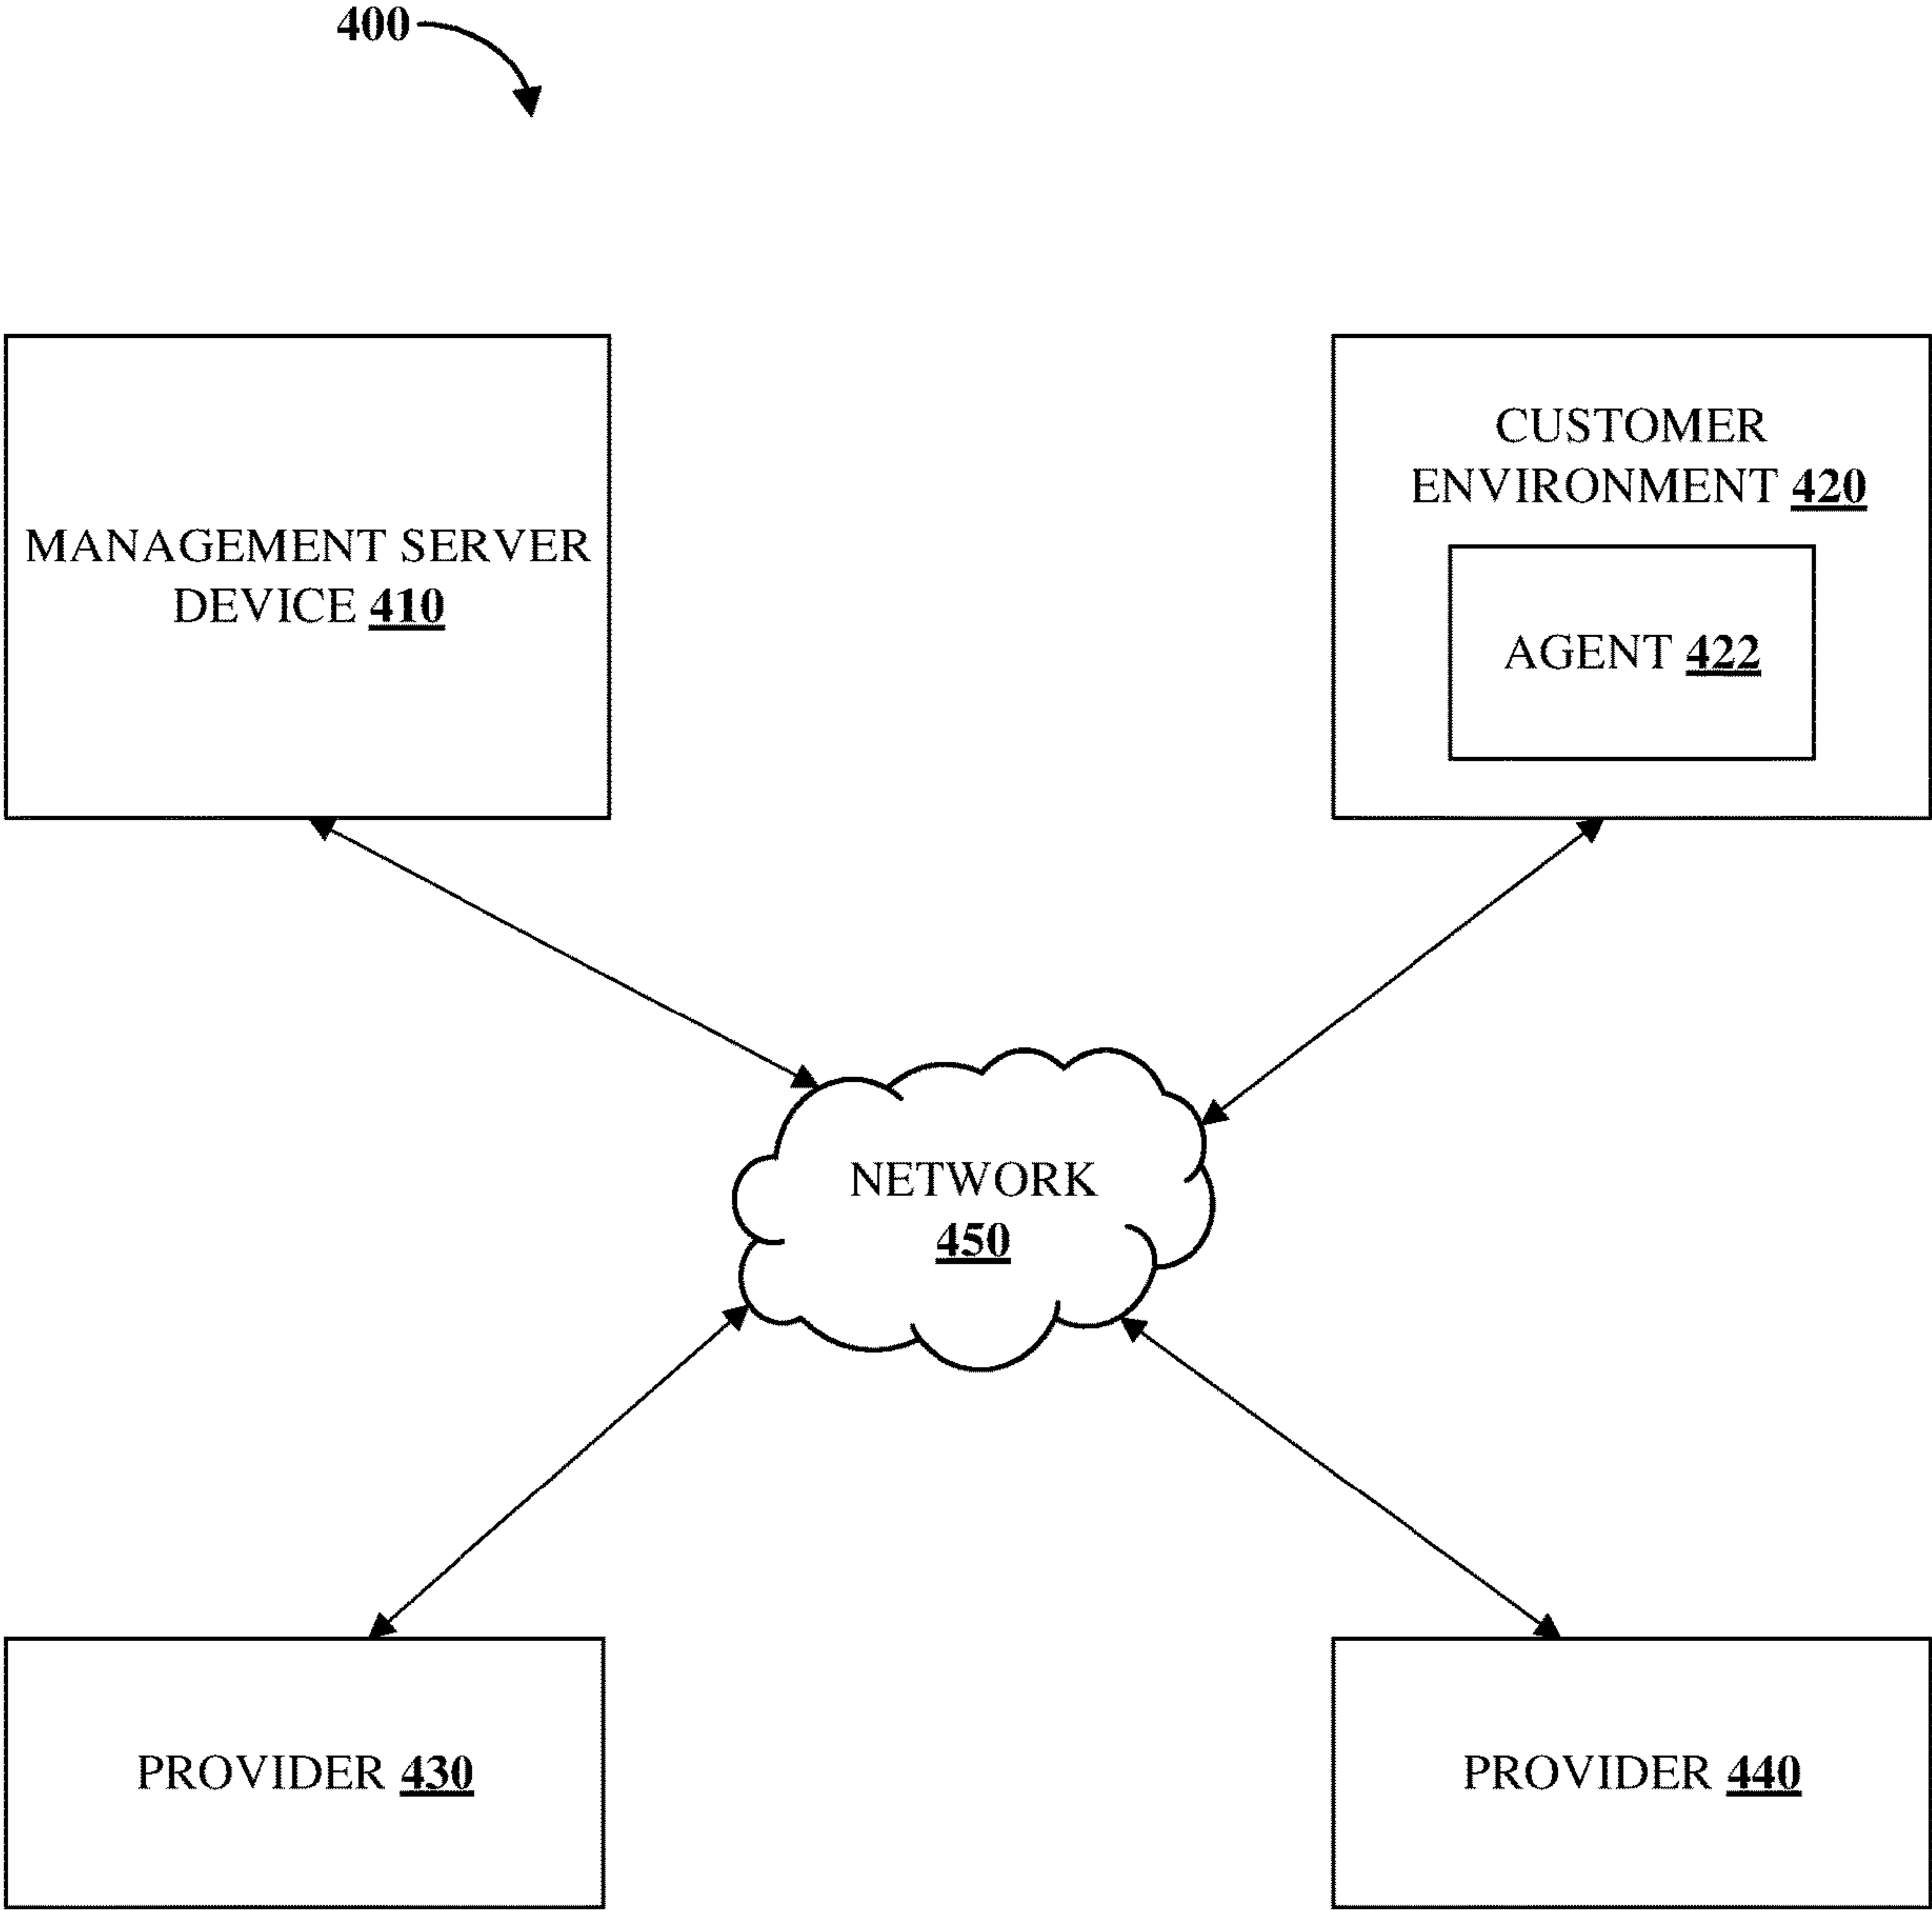 400
MANAGEMENT SERVER
DEVICE 410
CUSTOMER
ENVIRONMENT 420
AGENT 422
NETWORK
450
PROVIDER 430
PROVIDER 440